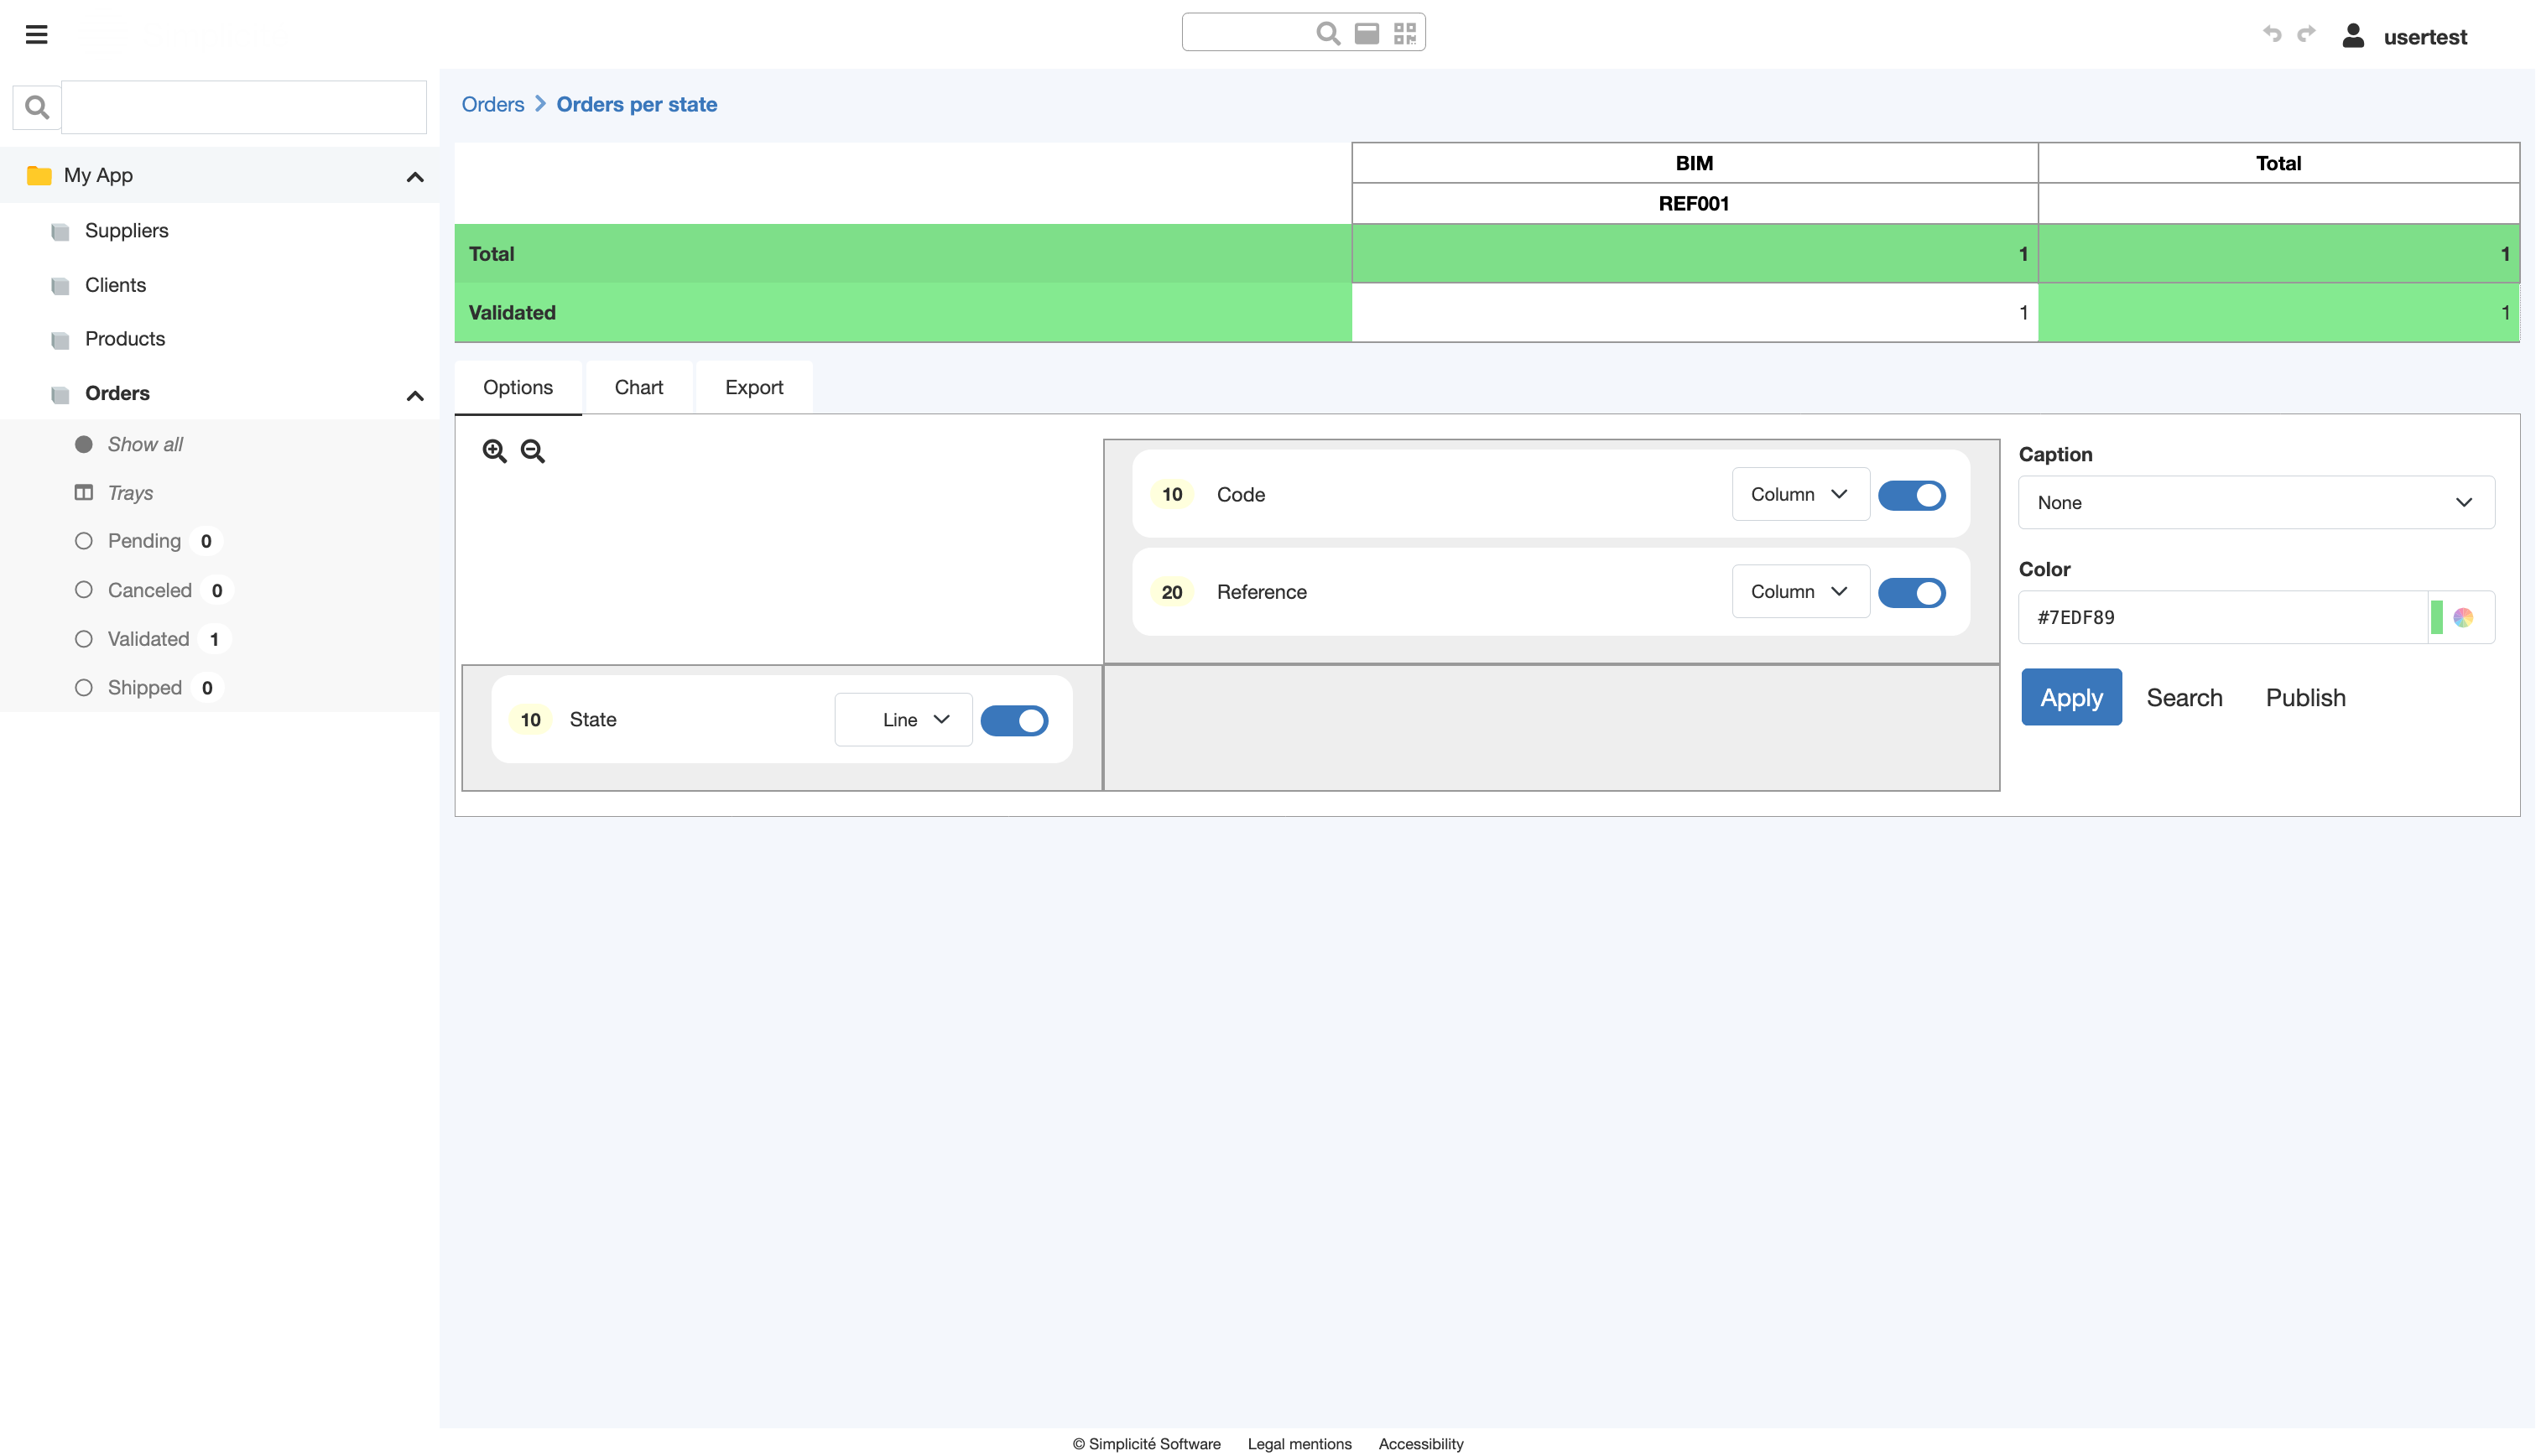 usertest
Orders Orders per state
My App
Suppliers
Clients
Products
Orders
Show all
Trays
Pending 0
Canceled 0
Validated 1
Shipped 0
BIM Total
REF001
Total 1 1
Validated 1 1
Options Chart Export
10 Code Column
20 Reference Column
10 State Line
Caption
None
Color
#7EDF89
Apply Search Publish
© Simplicité Software Legal mentions Accessibility